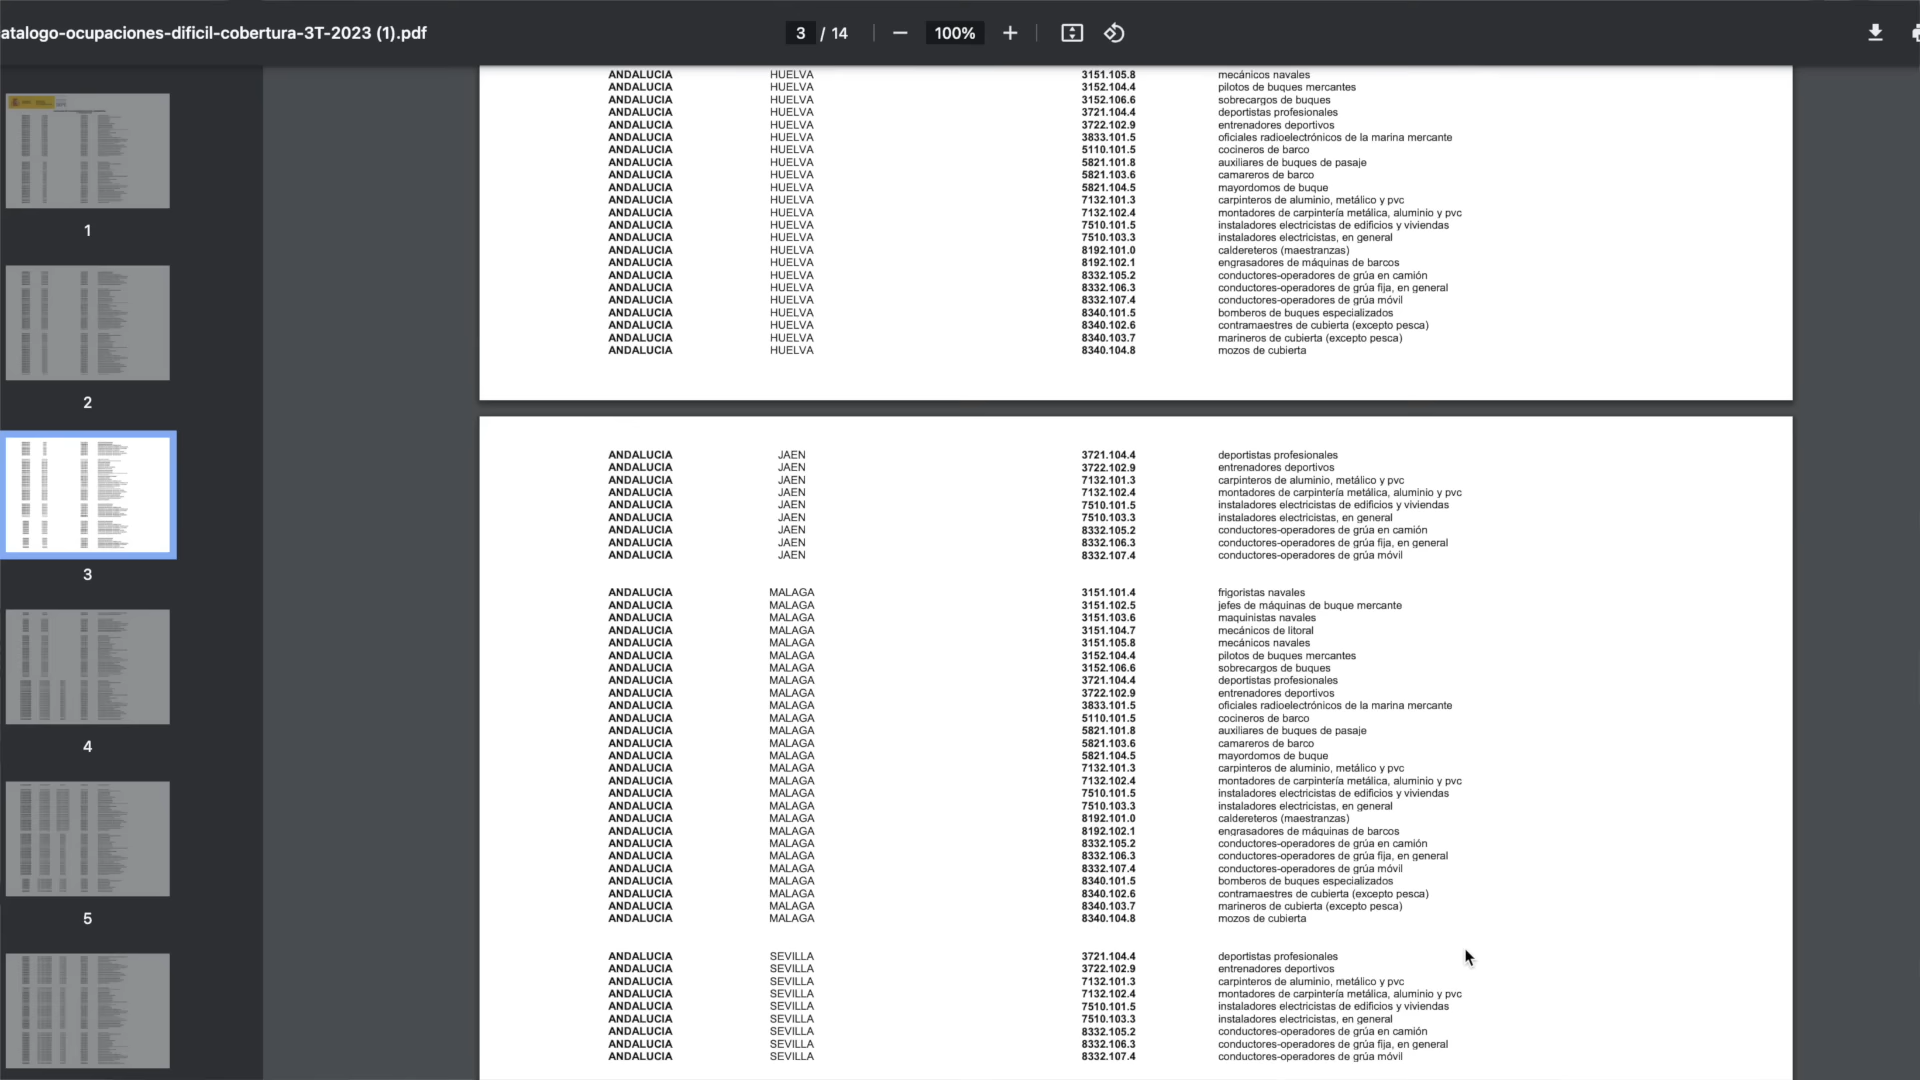 atalogo-ocupaciones-dificil-cobertura-3T-2023 (1).pdf
3 / 14
100%
1
2
3
4
5
ANDALUCIA HUELVA 3151.105.8 mecánicos navales
ANDALUCIA HUELVA 3152.104.4 pilotos de buques mercantes
ANDALUCIA HUELVA 3152.106.6 sobrecargos de buques
ANDALUCIA HUELVA 3721.104.4 deportistas profesionales
ANDALUCIA HUELVA 3722.102.9 entrenadores deportivos
ANDALUCIA HUELVA 3833.101.5 oficiales radioelectrónicos de la marina mercante
ANDALUCIA HUELVA 5110.101.5 cocineros de barco
ANDALUCIA HUELVA 5821.101.8 auxiliares de buques de pasaje
ANDALUCIA HUELVA 5821.103.6 camareros de barco
ANDALUCIA HUELVA 5821.104.5 mayordomos de buque
ANDALUCIA HUELVA 7132.101.3 carpinteros de aluminio, metálico y pvc
ANDALUCIA HUELVA 7132.102.4 montadores de carpintería metálica, aluminio y pvc
ANDALUCIA HUELVA 7510.101.5 instaladores electricistas de edificios y viviendas
ANDALUCIA HUELVA 7510.103.3 instaladores electricistas, en general
ANDALUCIA HUELVA 8192.101.0 caldereteros (maestranzas)
ANDALUCIA HUELVA 8192.102.1 engrasadores de máquinas de barcos
ANDALUCIA HUELVA 8332.105.2 conductores-operadores de grúa en camión
ANDALUCIA HUELVA 8332.106.3 conductores-operadores de grúa fija, en general
ANDALUCIA HUELVA 8332.107.4 conductores-operadores de grúa móvil
ANDALUCIA HUELVA 8340.101.5 bomberos de buques especializados
ANDALUCIA HUELVA 8340.102.6 contramaestres de cubierta (excepto pesca)
ANDALUCIA HUELVA 8340.103.7 marineros de cubierta (excepto pesca)
ANDALUCIA HUELVA 8340.104.8 mozos de cubierta
ANDALUCIA JAEN 3721.104.4 deportistas profesionales
ANDALUCIA JAEN 3722.102.9 entrenadores deportivos
ANDALUCIA JAEN 7132.101.3 carpinteros de aluminio, metálico y pvc
ANDALUCIA JAEN 7132.102.4 montadores de carpintería metálica, aluminio y pvc
ANDALUCIA JAEN 7510.101.5 instaladores electricistas de edificios y viviendas
ANDALUCIA JAEN 7510.103.3 instaladores electricistas, en general
ANDALUCIA JAEN 8332.105.2 conductores-operadores de grúa en camión
ANDALUCIA JAEN 8332.106.3 conductores-operadores de grúa fija, en general
ANDALUCIA JAEN 8332.107.4 conductores-operadores de grúa móvil
ANDALUCIA MALAGA 3151.101.4 frigoristas navales
ANDALUCIA MALAGA 3151.102.5 jefes de máquinas de buque mercante
ANDALUCIA MALAGA 3151.103.6 maquinistas navales
ANDALUCIA MALAGA 3151.104.7 mecánicos de litoral
ANDALUCIA MALAGA 3151.105.8 mecánicos navales
ANDALUCIA MALAGA 3152.104.4 pilotos de buques mercantes
ANDALUCIA MALAGA 3152.106.6 sobrecargos de buques
ANDALUCIA MALAGA 3721.104.4 deportistas profesionales
ANDALUCIA MALAGA 3722.102.9 entrenadores deportivos
ANDALUCIA MALAGA 3833.101.5 oficiales radioelectrónicos de la marina mercante
ANDALUCIA MALAGA 5110.101.5 cocineros de barco
ANDALUCIA MALAGA 5821.101.8 auxiliares de buques de pasaje
ANDALUCIA MALAGA 5821.103.6 camareros de barco
ANDALUCIA MALAGA 5821.104.5 mayordomos de buque
ANDALUCIA MALAGA 7132.101.3 carpinteros de aluminio, metálico y pvc
ANDALUCIA MALAGA 7132.102.4 montadores de carpintería metálica, aluminio y pvc
ANDALUCIA MALAGA 7510.101.5 instaladores electricistas de edificios y viviendas
ANDALUCIA MALAGA 7510.103.3 instaladores electricistas, en general
ANDALUCIA MALAGA 8192.101.0 caldereteros (maestranzas)
ANDALUCIA MALAGA 8192.102.1 engrasadores de máquinas de barcos
ANDALUCIA MALAGA 8332.105.2 conductores-operadores de grúa en camión
ANDALUCIA MALAGA 8332.106.3 conductores-operadores de grúa fija, en general
ANDALUCIA MALAGA 8332.107.4 conductores-operadores de grúa móvil
ANDALUCIA MALAGA 8340.101.5 bomberos de buques especializados
ANDALUCIA MALAGA 8340.102.6 contramaestres de cubierta (excepto pesca)
ANDALUCIA MALAGA 8340.103.7 marineros de cubierta (excepto pesca)
ANDALUCIA MALAGA 8340.104.8 mozos de cubierta
ANDALUCIA SEVILLA 3721.104.4 deportistas profesionales
ANDALUCIA SEVILLA 3722.102.9 entrenadores deportivos
ANDALUCIA SEVILLA 7132.101.3 carpinteros de aluminio, metálico y pvc
ANDALUCIA SEVILLA 7132.102.4 montadores de carpintería metálica, aluminio y pvc
ANDALUCIA SEVILLA 7510.101.5 instaladores electricistas de edificios y viviendas
ANDALUCIA SEVILLA 7510.103.3 instaladores electricistas, en general
ANDALUCIA SEVILLA 8332.105.2 conductores-operadores de grúa en camión
ANDALUCIA SEVILLA 8332.106.3 conductores-operadores de grúa fija, en general
ANDALUCIA SEVILLA 8332.107.4 conductores-operadores de grúa móvil